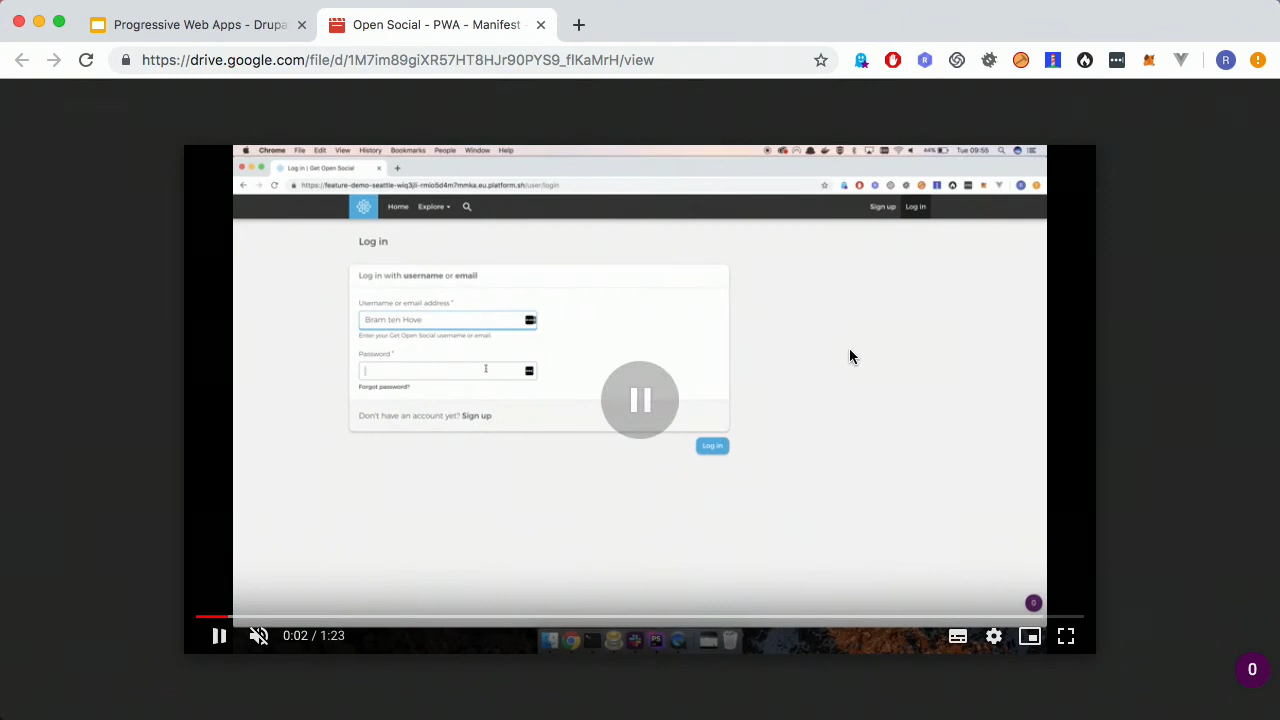 Progressive Web Apps - Drupa
Open Social - PWA - Manifest
https://drive.google.com/file/d/1M7im89giXR57HT8HJr90PYS9_flKaMrH/view
R
Chrome File Edit View History Bookmarks People Window Help
44% Tue 09:55
Log in | Get Open Social
https://feature-demo-seattle-wiq3jli-rmio5d4m7mmka.eu.platform.sh/user/login
Home Explore
Sign up Log in
Log in
Log in with username or email
Username or email address *
Bram ten Hove
Enter your Get Open Social username or email.
Password *
Forgot password?
Don't have an account yet? Sign up
Log in
0
PS
0:02 / 1:23
0